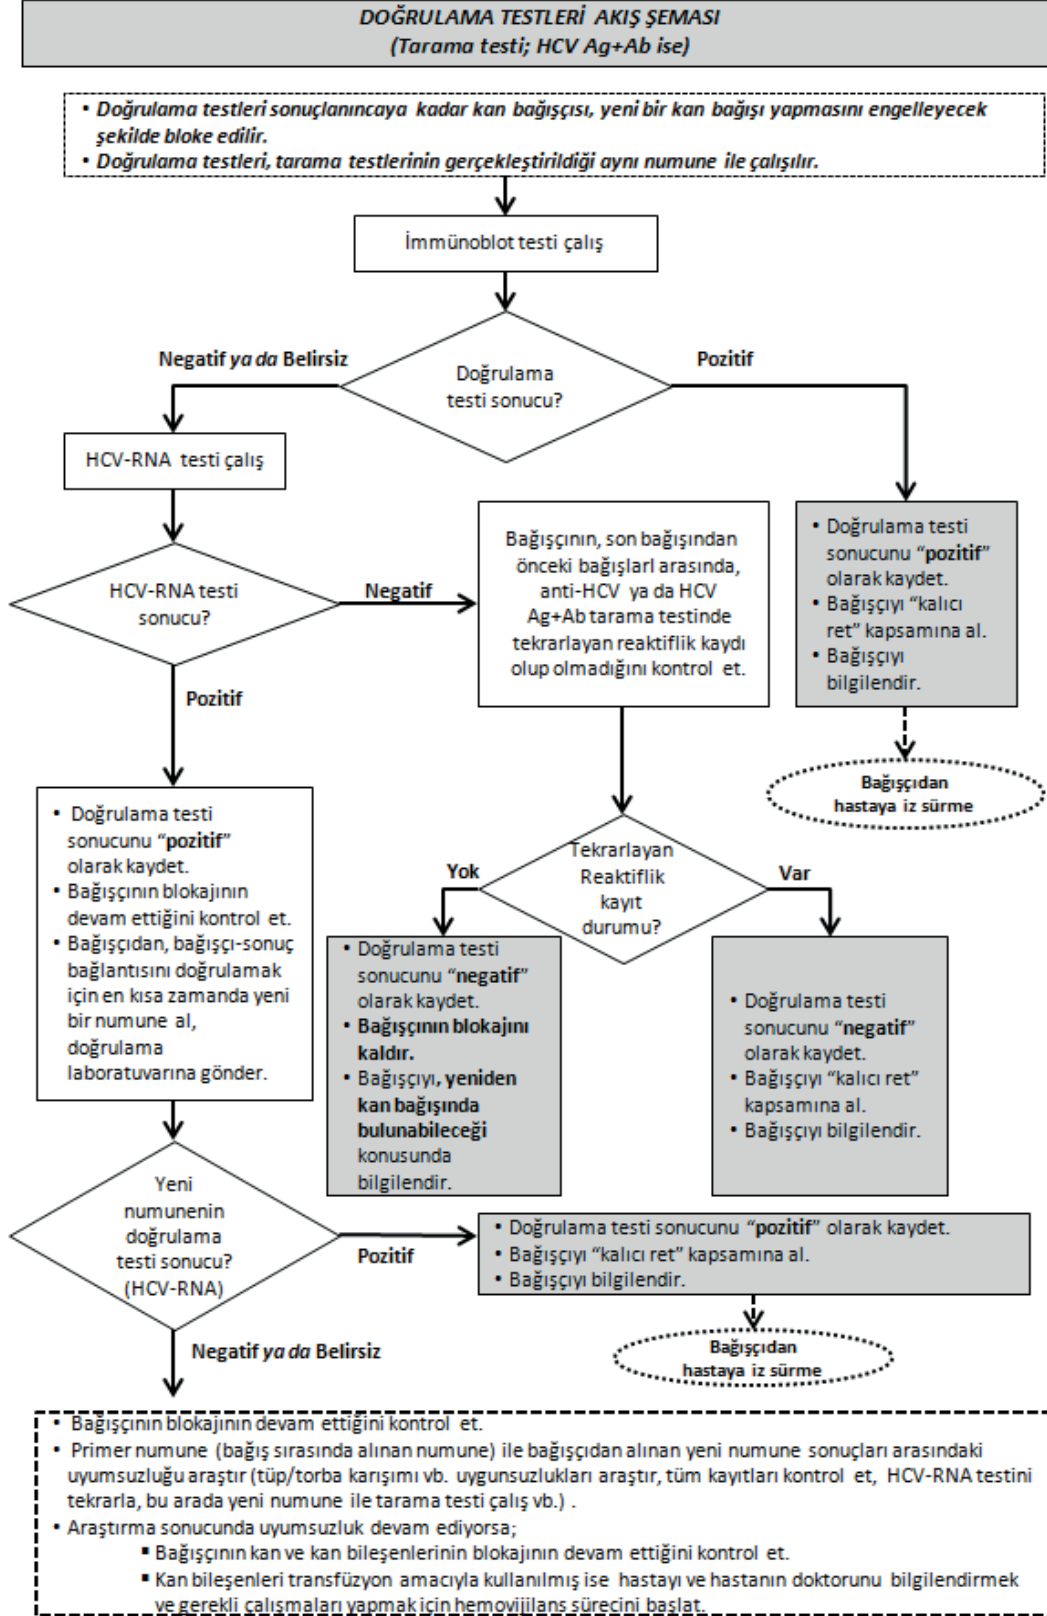 DOĞRULAMA TESTLERİ AKIŞ ŞEMASI
(Tarama testi; HCV Ag+Ab ise)
• Doğrulama testleri sonuçlanıncaya kadar kan bağışçısı, yeni bir kan bağışı yapmasını engelleyecek
şekilde bloke edilir.
• Doğrulama testleri, tarama testlerinin gerçekleştirildiği aynı numune ile çalışılır.
İmmünoblot testi çalış
Doğrulama
testi sonucu?
Negatif ya da Belirsiz
Pozitif
HCV-RNA testi çalış
HCV-RNA testi
sonucu?
Negatif
Pozitif
Bağışçının, son bağışından
önceki bağışlarI arasında,
anti-HCV ya da HCV
Ag+Ab tarama testinde
tekrarlayan reaktiflik kaydı
olup olmadığını kontrol et.
• Doğrulama testi
sonucunu “pozitif”
olarak kaydet.
• Bağışçıyı “kalıcı
ret” kapsamına al.
• Bağışçıyı
bilgilendir.
Bağışçıdan
hastaya iz sürme
• Doğrulama testi
sonucunu “pozitif”
olarak kaydet.
• Bağışçının blokajının
devam ettiğini kontrol et.
• Bağışçıdan, bağışçı-sonuç
bağlantısını doğrulamak
için en kısa zamanda yeni
bir numune al,
doğrulama
laboratuvarına gönder.
Tekrarlayan
Reaktiflik
kayıt
durumu?
Yok
Var
• Doğrulama testi
sonucunu “negatif”
olarak kaydet.
• Bağışçının blokajını
kaldır.
• Bağışçıyı, yeniden
kan bağışında
bulunabileceği
konusunda
bilgilendir.
• Doğrulama testi
sonucunu “negatif”
olarak kaydet.
• Bağışçıyı “kalıcı ret”
kapsamına al.
• Bağışçıyı bilgilendir.
Yeni
numunenin
doğrulama
testi sonucu?
(HCV-RNA)
Pozitif
• Doğrulama testi sonucunu “pozitif” olarak kaydet.
• Bağışçıyı “kalıcı ret” kapsamına al.
• Bağışçıyı bilgilendir.
Bağışçıdan
hastaya iz sürme
Negatif ya da Belirsiz
• Bağışçının blokajının devam ettiğini kontrol et.
• Primer numune (bağış sırasında alınan numune) ile bağışçıdan alınan yeni numune sonuçları arasındaki
uyumsuzluğu araştır (tüp/torba karışımı vb. uygunsuzlukları araştır, tüm kayıtları kontrol et, HCV-RNA testini
tekrarla, bu arada yeni numune ile tarama testi çalış vb.) .
• Araştırma sonucunda uyumsuzluk devam ediyorsa;
▪ Bağışçının kan ve kan bileşenlerinin blokajının devam ettiğini kontrol et.
▪ Kan bileşenleri transfüzyon amacıyla kullanılmış ise hastayı ve hastanın doktorunu bilgilendirmek
ve gerekli çalışmaları yapmak için hemovijilans sürecini başlat.